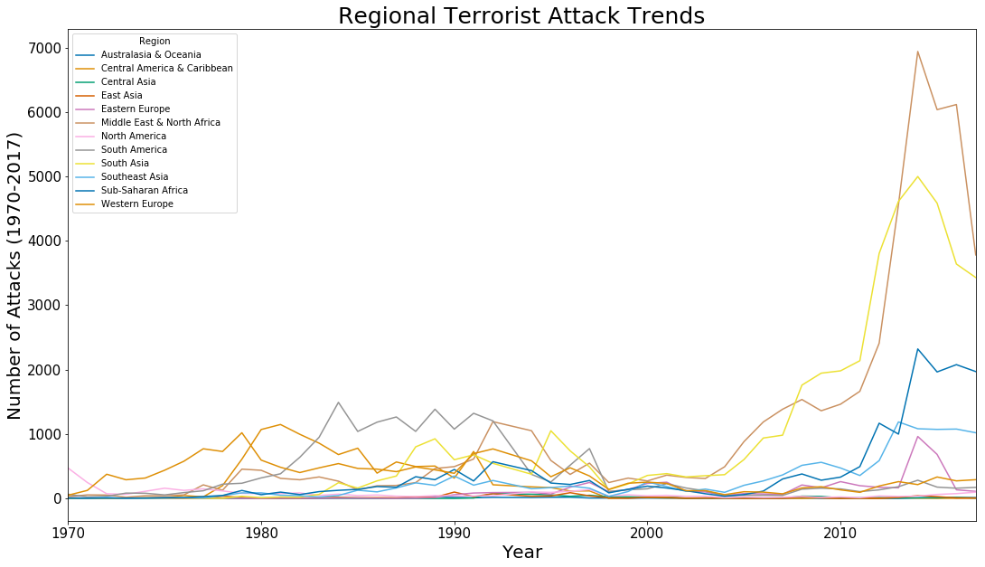 Regional Terrorist Attack Trends
Number of Attacks (1970-2017)
7000
6000
5000
4000
3000
2000
1000
0
Region
Australasia & Oceania
Central America & Caribbean
Central Asia
East Asia
Eastern Europe
Middle East & North Africa
North America
South America
South Asia
Southeast Asia
Sub-Saharan Africa
Western Europe
1970 1980 1990 2000 2010
Year